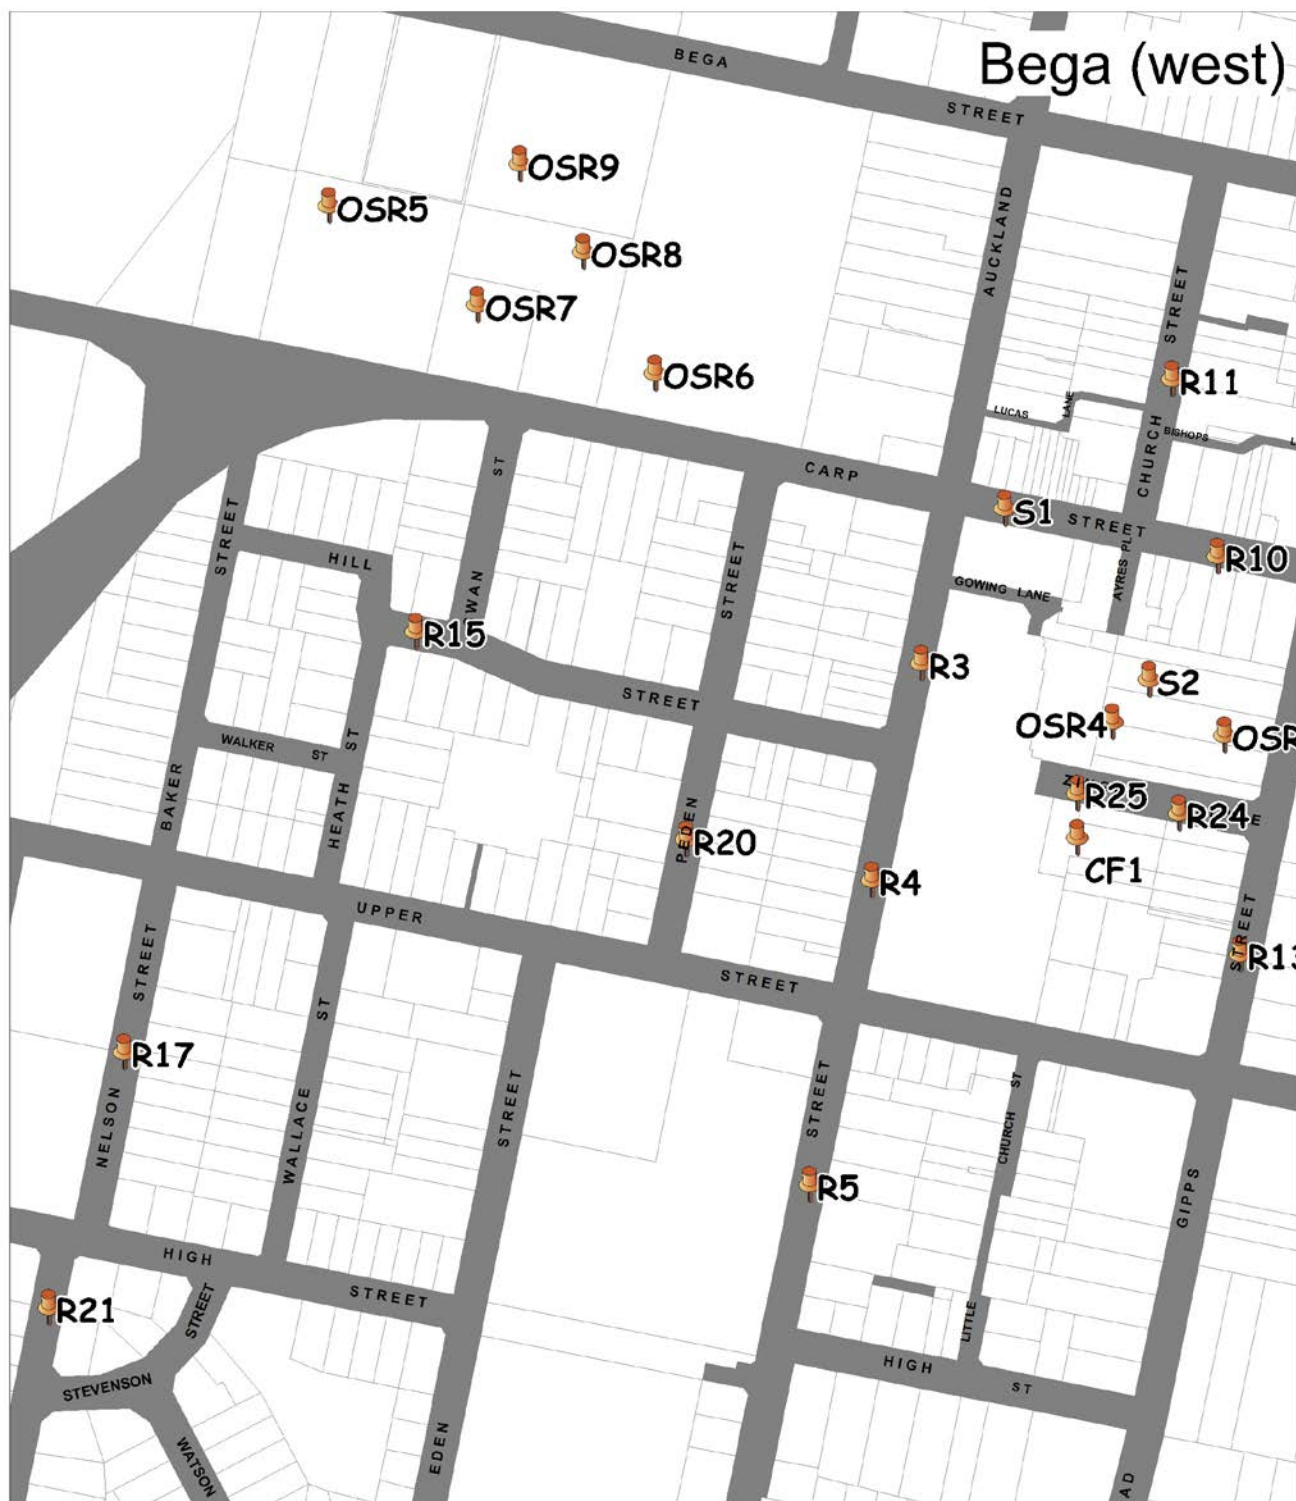 BEGA
Bega (west)
STREET
OSR9
OSR5
AUCKLAND
OSR8
STREET
OSR7
OSR6
R11
LUCAS
LANE
BISHOPS
CHURCH
ST
CARP
S1
STREET
STREET
HILL
STREET
AYRES PL
R10
GOWING LANE
WAN
R15
R3
S2
STREET
OSR4
OSR
WALKER ST
ST
BAKER
HEATH
PEDEN
R20
R25
R24
E
CF1
R4
UPPER
STREET
STREET
STREET
R13
ST
R17
STREET
STREET
ST
NELSON
WALLACE
CHURCH
R5
GIPPS
HIGH
STREET
STREET
R21
LITTLE
HIGH
ST
STEVENSON
WATSON
EDEN
AD